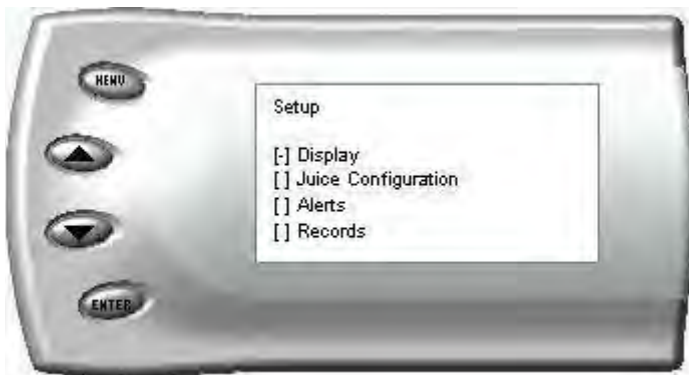 MENU
Setup
[-] Display
[ ] Juice Configuration
[ ] Alerts
[ ] Records
ENTER